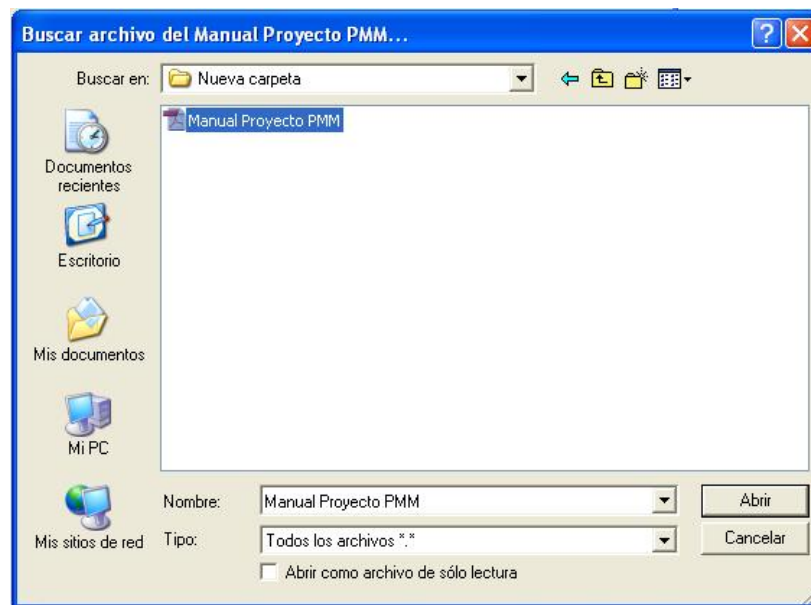 Buscar archivo del Manual Proyecto PMM...
Buscar en: Nueva carpeta
Manual Proyecto PMM
Documentos
recientes
Escritorio
Mis documentos
Mi PC
Mis sitios de red
Nombre: Manual Proyecto PMM Abrir
Tipo: Todos los archivos *.* Cancelar
Abrir como archivo de sólo lectura